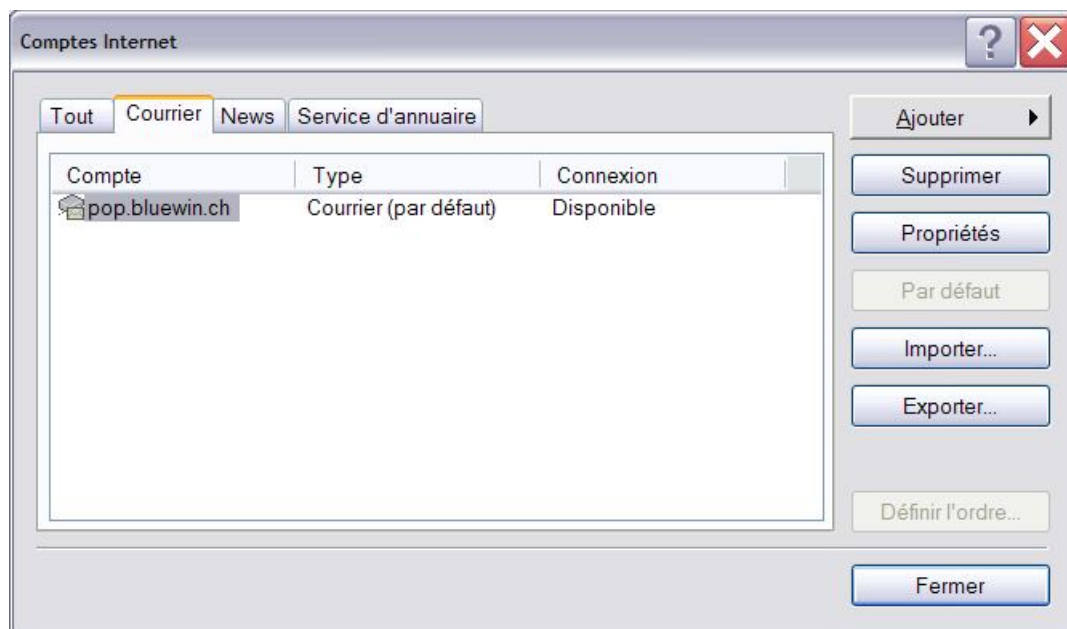 Comptes Internet
Tout Courrier News Service d'annuaire
Ajouter
Compte Type Connexion
Supprimer
pop.bluewin.ch Courrier (par défaut) Disponible
Propriétés
Par défaut
Importer...
Exporter...
Définir l'ordre...
Fermer